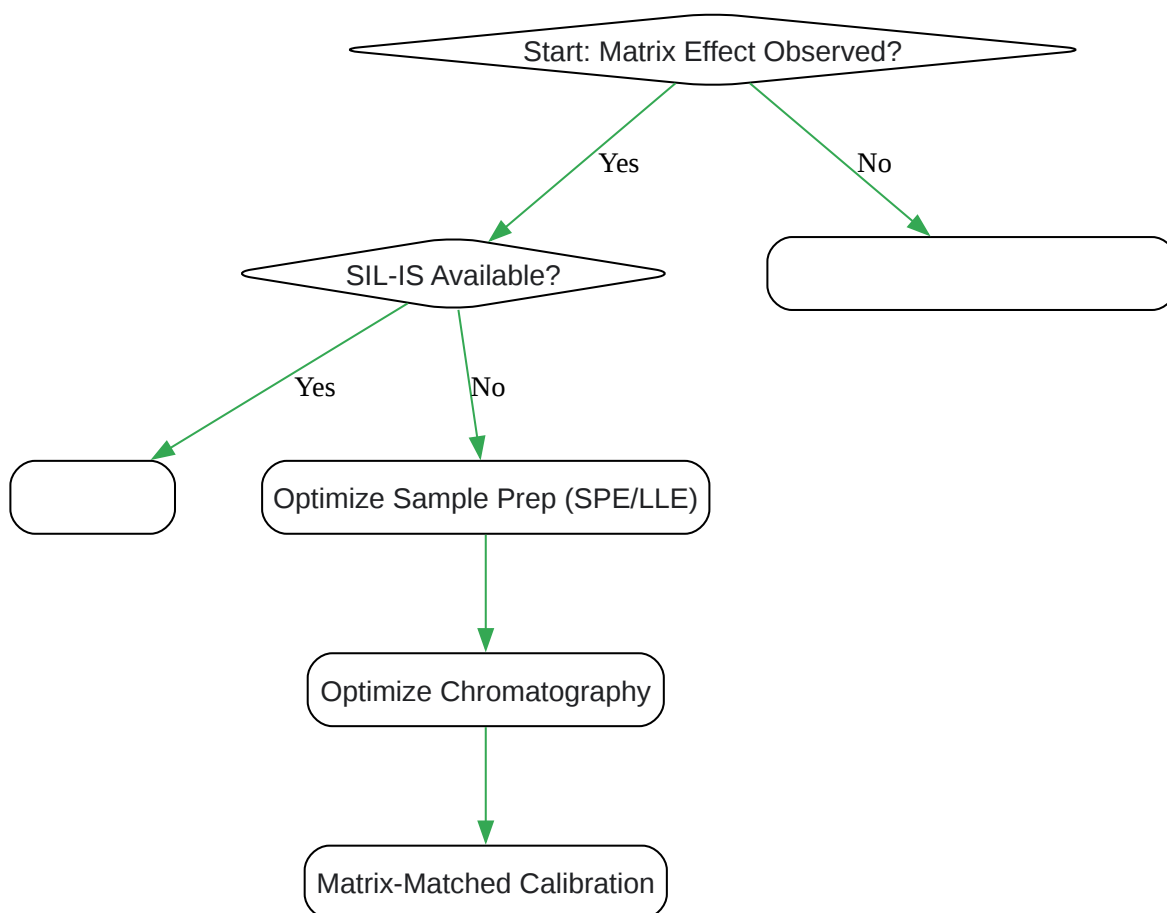 Start: Matrix Effect Observed?
Yes
No
SIL-IS Available?
Yes
No
Optimize Sample Prep (SPE/LLE)
Optimize Chromatography
Matrix-Matched Calibration